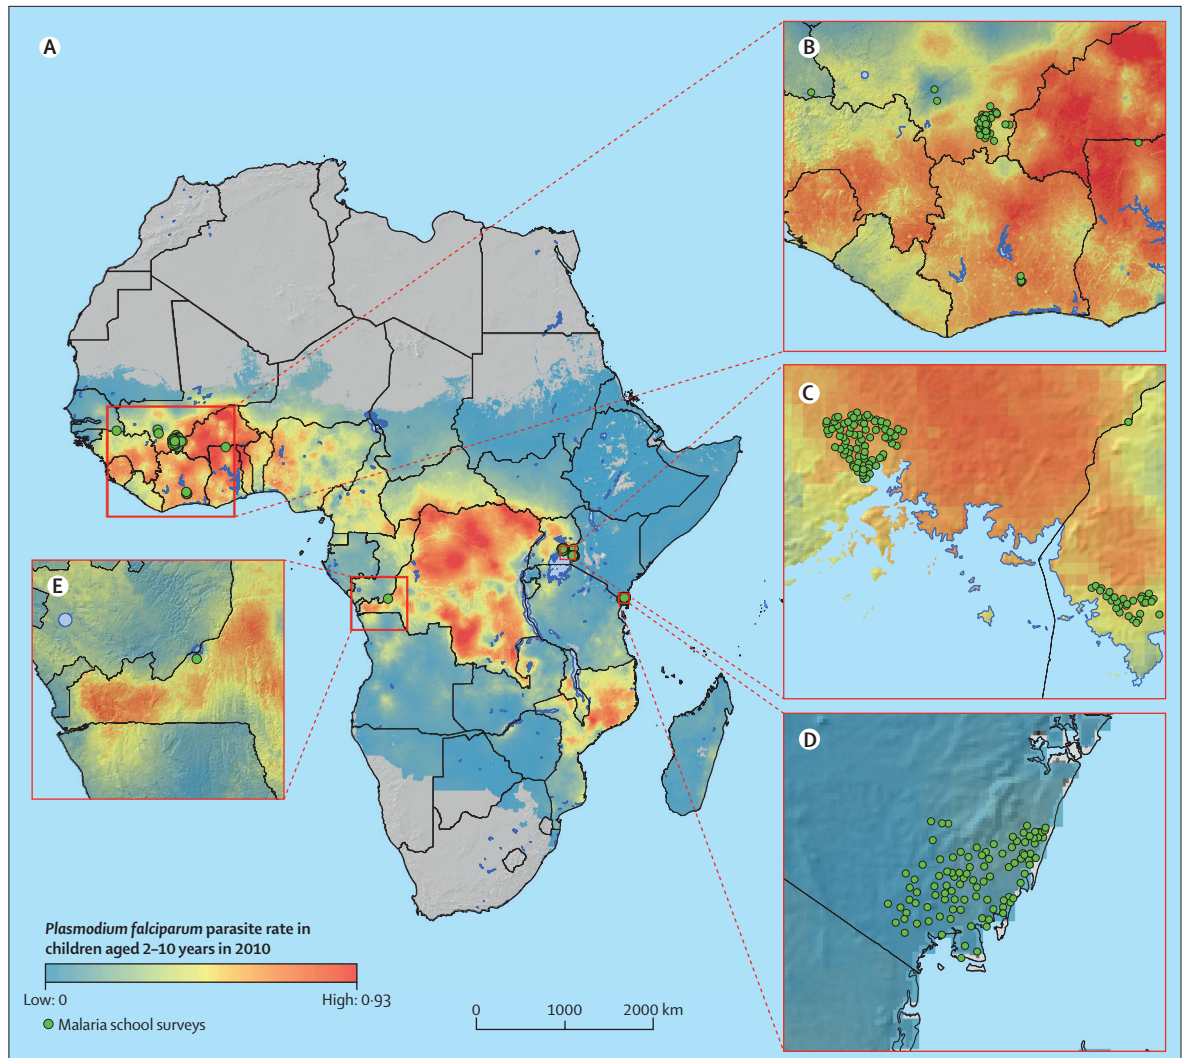 A
B
C
E
D
Plasmodium falciparum parasite rate in
children aged 2–10 years in 2010
Low: 0
High: 0·93
Malaria school surveys
0
1000
2000 km